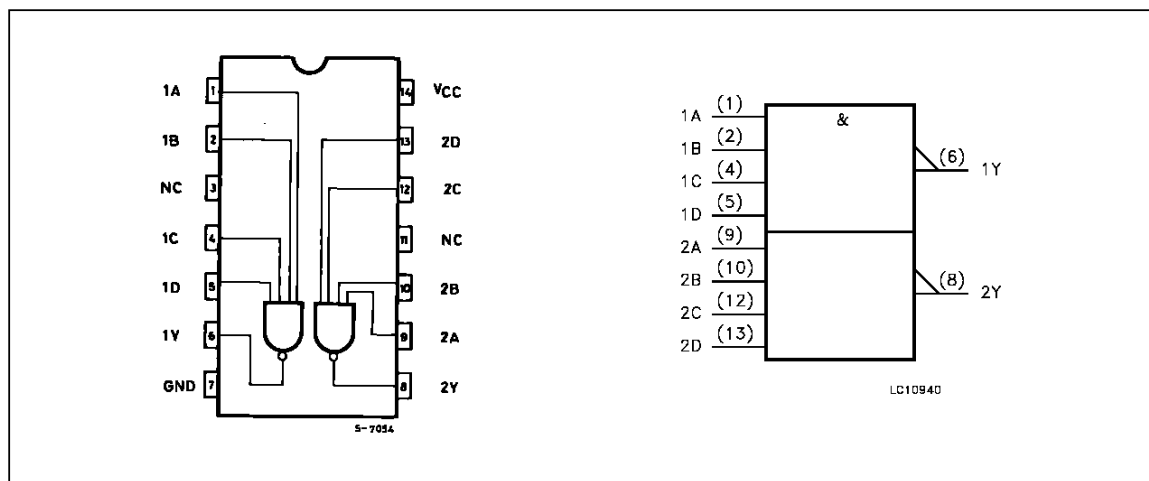 1A 1 14 VCC
1B 2 13 2D
NC 3 12 2C
1C 4 11 NC
1D 5 10 2B
1Y 6 9 2A
GND 7 8 2Y
S-7054
&
1A (1)
1B (2)
1C (4)
1D (5)
2A (9)
2B (10)
2C (12)
2D (13)
(6) 1Y
(8) 2Y
LC10940